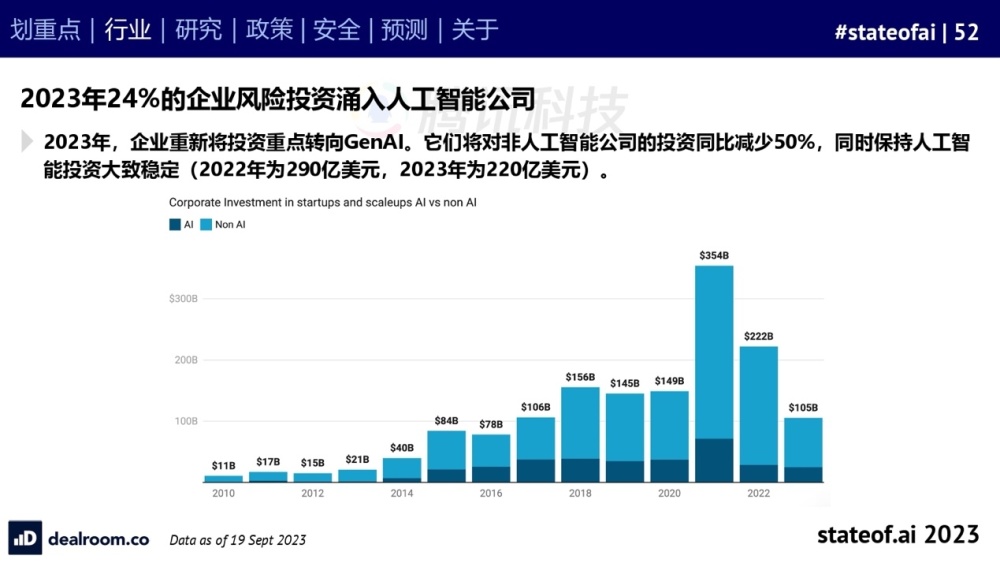 划重点 | 行业 | 研究 | 政策 | 安全 | 预测 | 关于
#stateofai | 52
2023年24%的企业风险投资涌入人工智能公司
腾讯科技
2023年，企业重新将投资重点转向GenAI。它们将对非人工智能公司的投资同比减少50%，同时保持人工智
能投资大致稳定（2022年为290亿美元，2023年为220亿美元）。
Corporate Investment in startups and scaleups AI vs non AI
AI Non AI
$354B
$300B
$222B
200B
$156B
$145B
$149B
$106B
$105B
100B
$84B
$78B
$40B
$21B
$17B
$15B
$11B
2010 2012 2014 2016 2018 2020 2022
dealroom.co
Data as of 19 Sept 2023
stateof.ai 2023